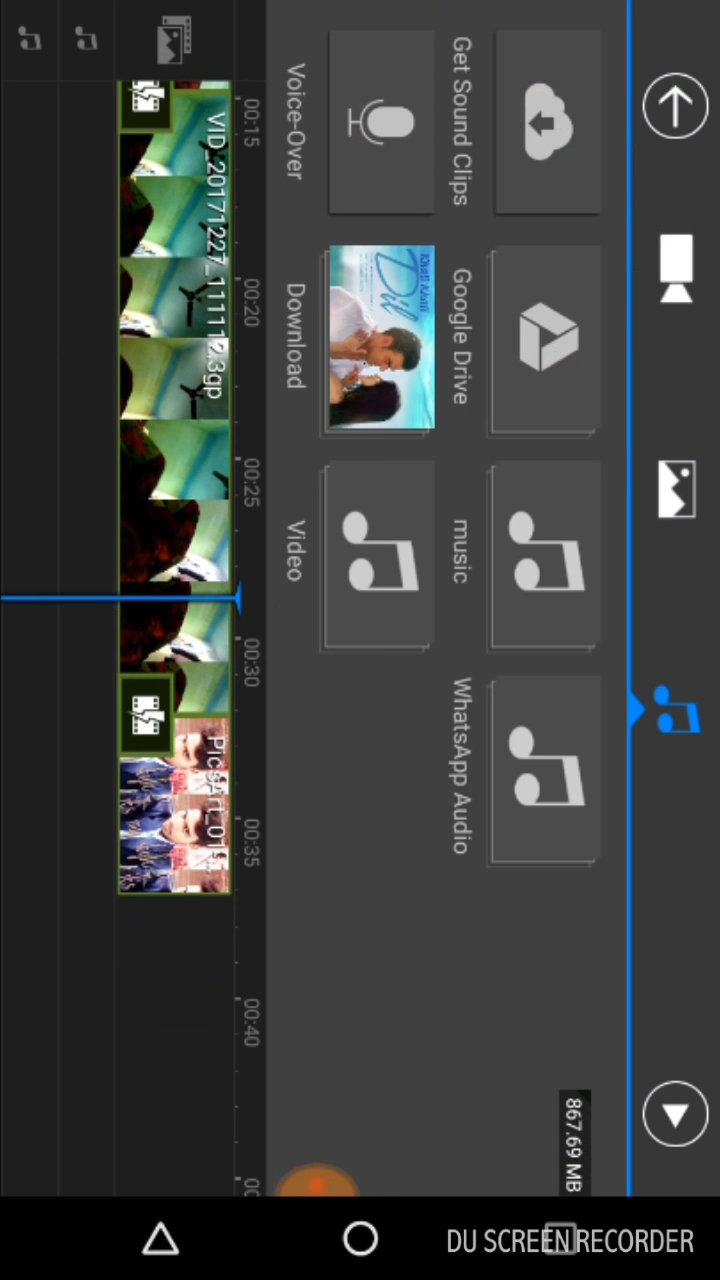 Get Sound Clips
Google Drive
music
WhatsApp Audio
Voice-Over
Download
Video
Dil
867.69 MB
00:15
00:20
00:25
00:30
00:35
00:40
VID_20171227_111112.3gp
DU SCREEN RECORDER